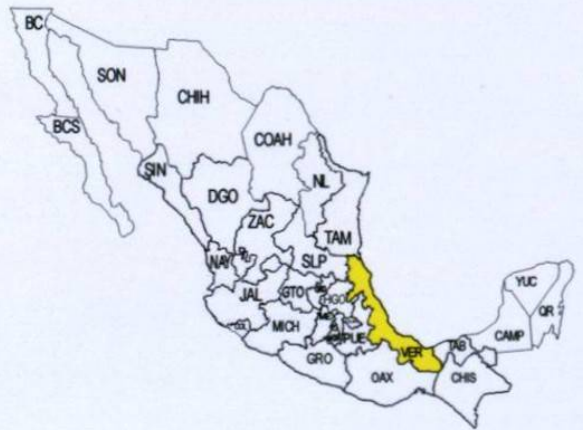 BC
SON
CHIH
BCS
COAH
SIN
NL
DGO
ZAC
TAM
NAY
SLP
YUC
JAL
GTO
HGO
QR
MICH
PUE
VER
TAB
CAMP
GRO
OAX
CHIS